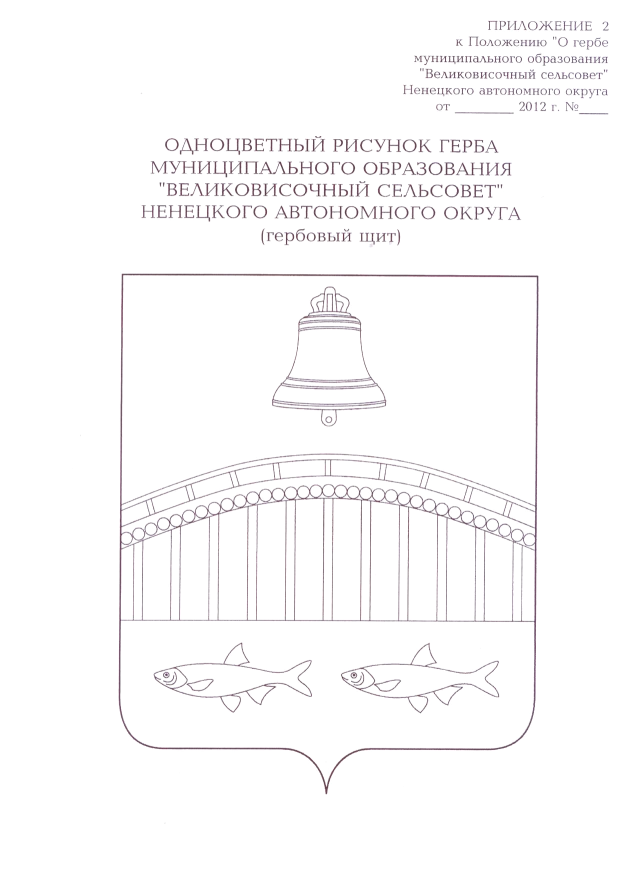 ПРИЛОЖЕНИЕ 2
к Положению "О гербе
муниципального образования
"Великовисочный сельсовет"
Ненецкого автономного округа
от _________ 2012 г. №____
ОДНОЦВЕТНЫЙ РИСУНОК ГЕРБА
МУНИЦИПАЛЬНОГО ОБРАЗОВАНИЯ
"ВЕЛИКОВИСОЧНЫЙ СЕЛЬСОВЕТ"
НЕНЕЦКОГО АВТОНОМНОГО ОКРУГА
(гербовый щит)